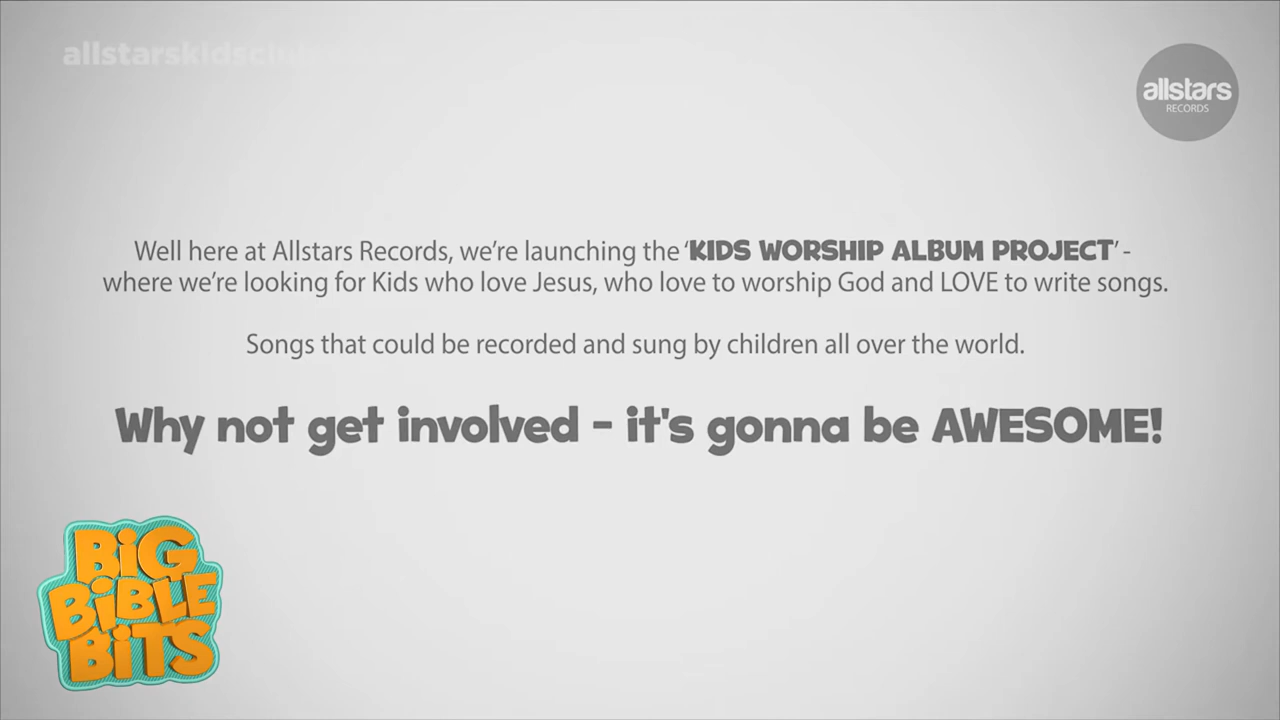 allstarskidsclub
allstars
RECORDS
Well here at Allstars Records, we're launching the ‘KIDS WORSHIP ALBUM PROJECT’ -
where we're looking for Kids who love Jesus, who love to worship God and LOVE to write songs.
Songs that could be recorded and sung by children all over the world.
Why not get involved - it's gonna be AWESOME!
BiG
BiBLE
BiTS